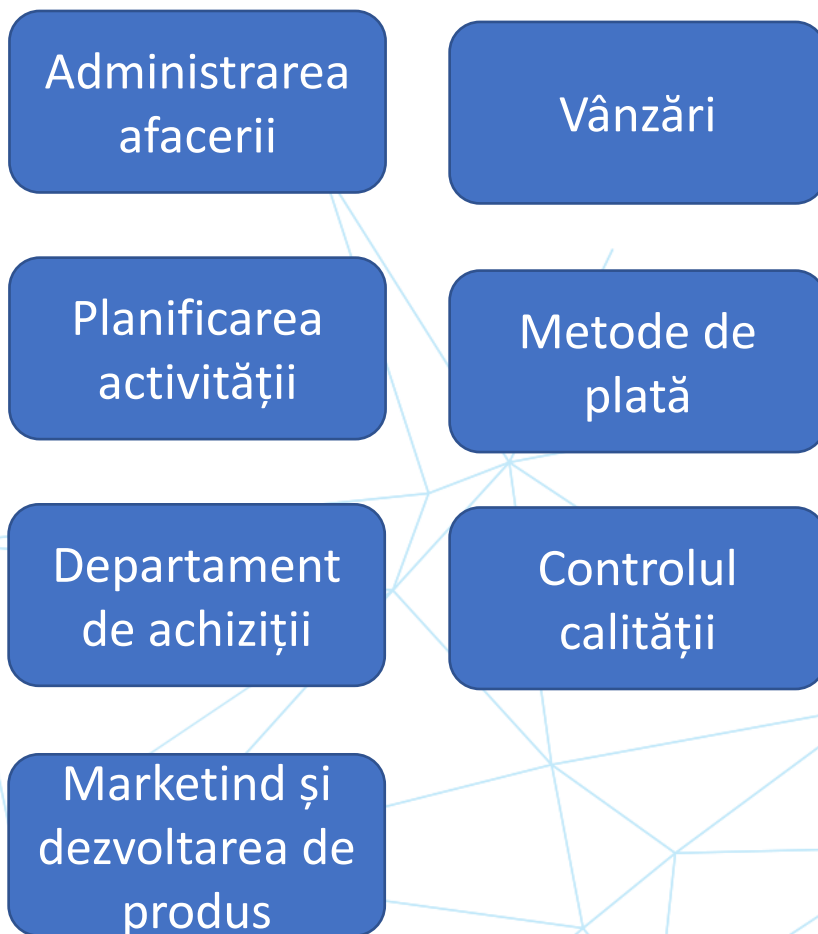 Administrarea
afacerii
Vânzări
Planificarea
activității
Metode de
plată
Departament
de achiziții
Controlul
calității
Marketind și
dezvoltarea de
produs